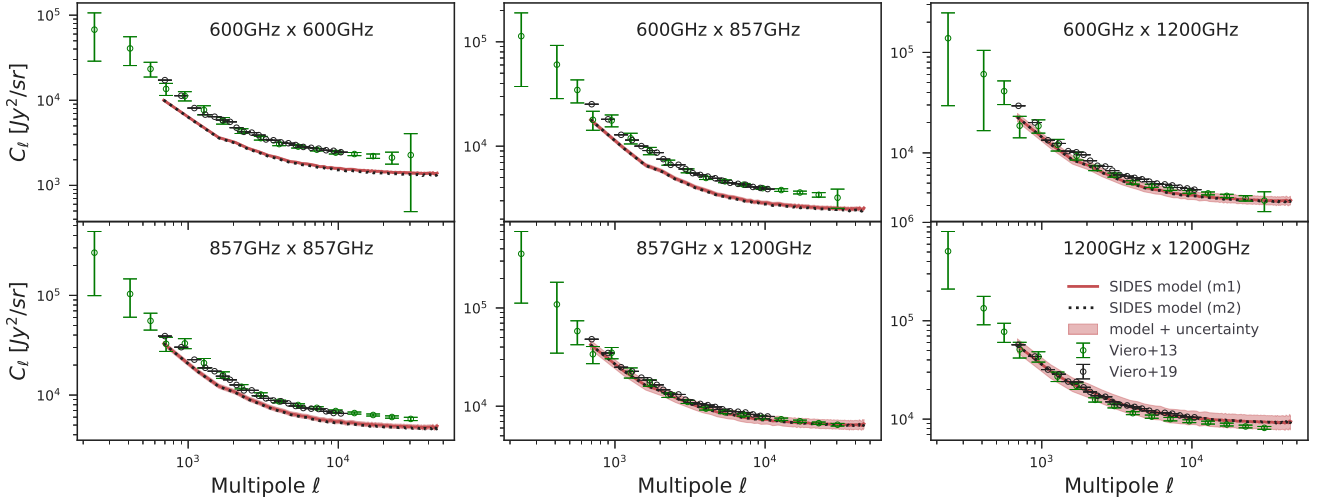 600GHz x 600GHz
600GHz x 857GHz
600GHz x 1200GHz
C_ℓ [Jy²/sr]
10⁵
10⁴
10³
10⁵
10⁴
10⁵
10⁴
10⁶
857GHz x 857GHz
857GHz x 1200GHz
1200GHz x 1200GHz
C_ℓ [Jy²/sr]
10⁵
10⁴
10⁵
10⁴
10⁵
10⁴
SIDES model (m1)
SIDES model (m2)
model + uncertainty
Viero+13
Viero+19
10³ 10⁴
10³ 10⁴
10³ 10⁴
Multipole ℓ
Multipole ℓ
Multipole ℓ